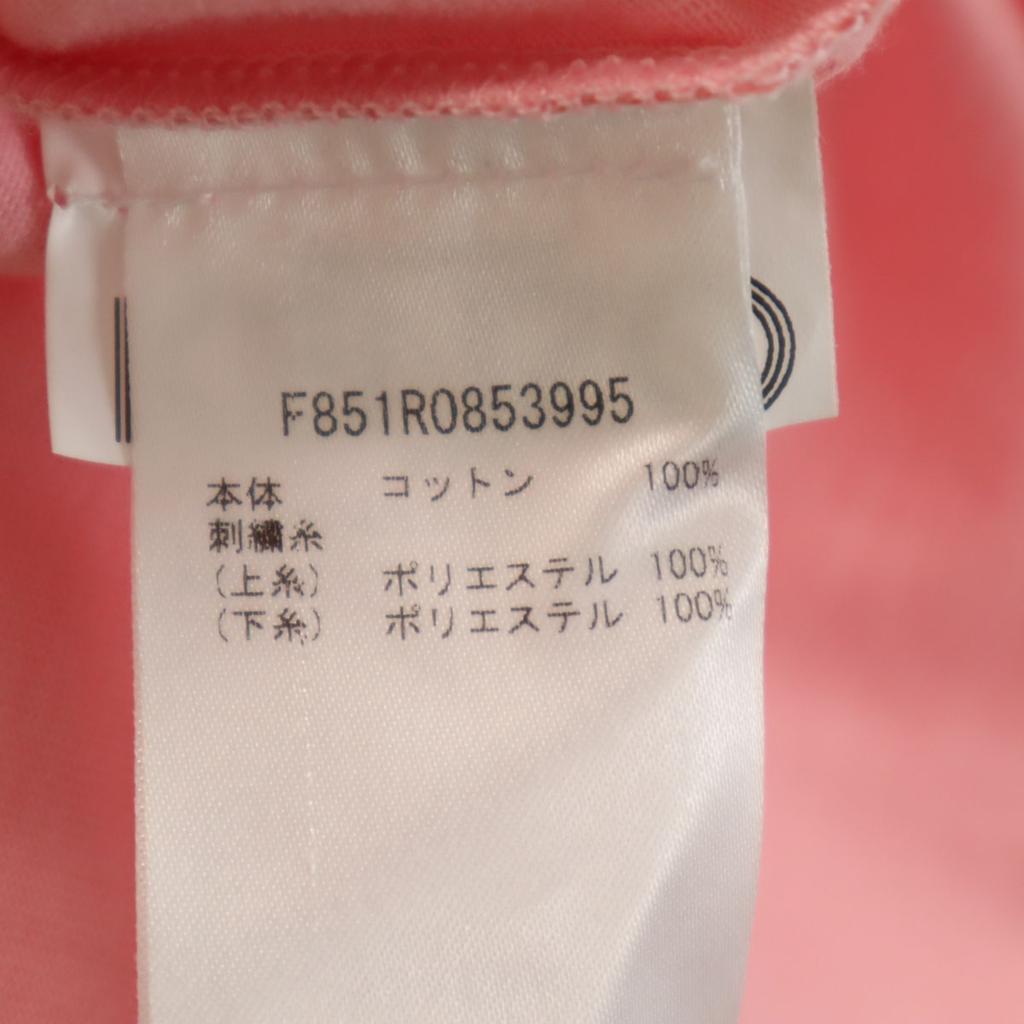 F851R0853995
本体 コットン 100%
刺繍糸
(上糸) ポリエステル 100%
(下糸) ポリエステル 100%